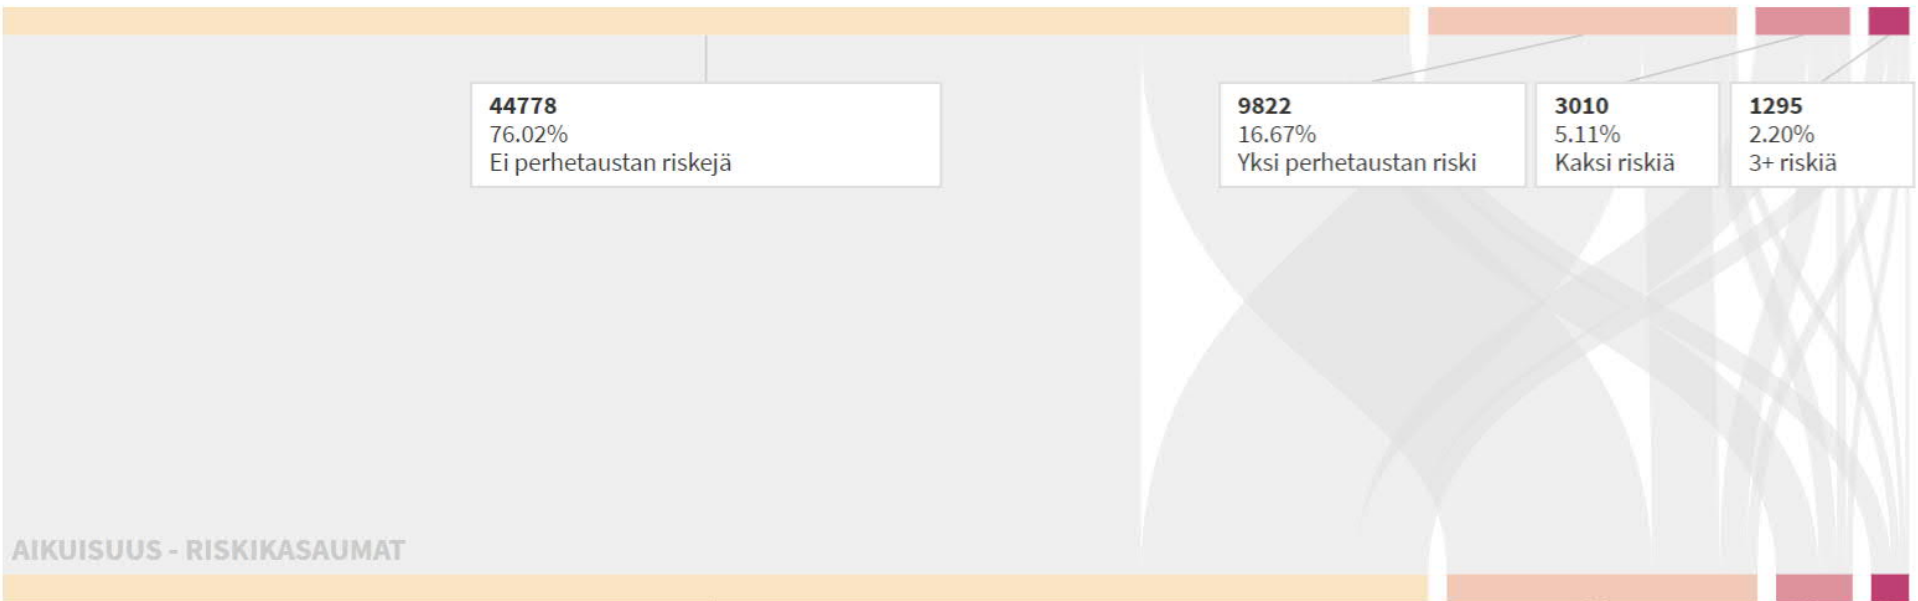 44778
76.02%
Ei perhetaustan riskejä
9822
16.67%
Yksi perhetaustan riski
3010
5.11%
Kaksi riskiä
1295
2.20%
3+ riskiä
AIKUISUUS - RISKIKASAUMAT